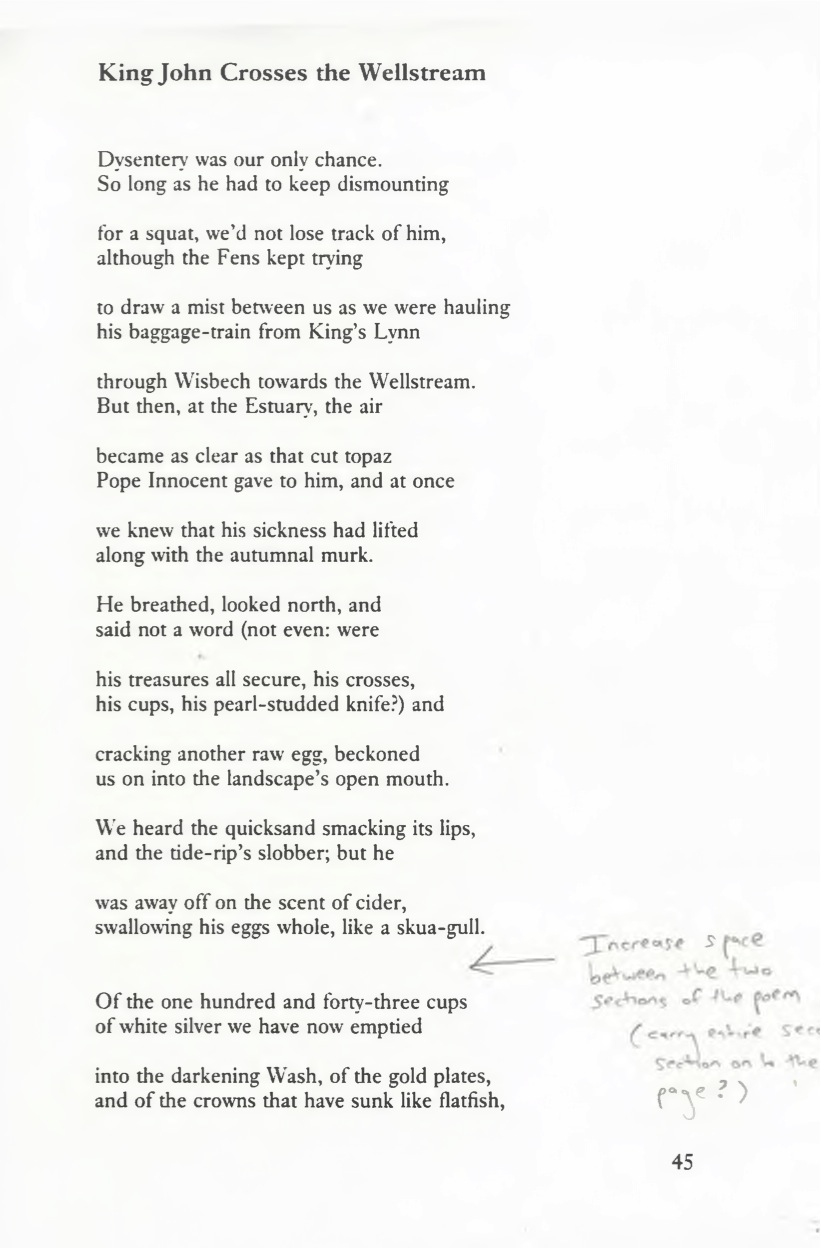 King John Crosses the Wellstream
Dysentery was our only chance.
So long as he had to keep dismounting
for a squat, we'd not lose track of him,
although the Fens kept trying
to draw a mist between us as we were hauling
his baggage-train from King's Lynn
through Wisbech towards the Wellstream.
But then, at the Estuary, the air
became as clear as that cut topaz
Pope Innocent gave to him, and at once
we knew that his sickness had lifted
along with the autumnal murk.
He breathed, looked north, and
said not a word (not even: were
his treasures all secure, his crosses,
his cups, his pearl-studded knife?) and
cracking another raw egg, beckoned
us on into the landscape's open mouth.
We heard the quicksand smacking its lips,
and the tide-rip's slobber; but he
was away off on the scent of cider,
swallowing his eggs whole, like a skua-gull.
Increase space
between the two
sections of the poem
(carry entire
section on to the
page?)
Of the one hundred and forty-three cups
of white silver we have now emptied
into the darkening Wash, of the gold plates,
and of the crowns that have sunk like flatfish,
45